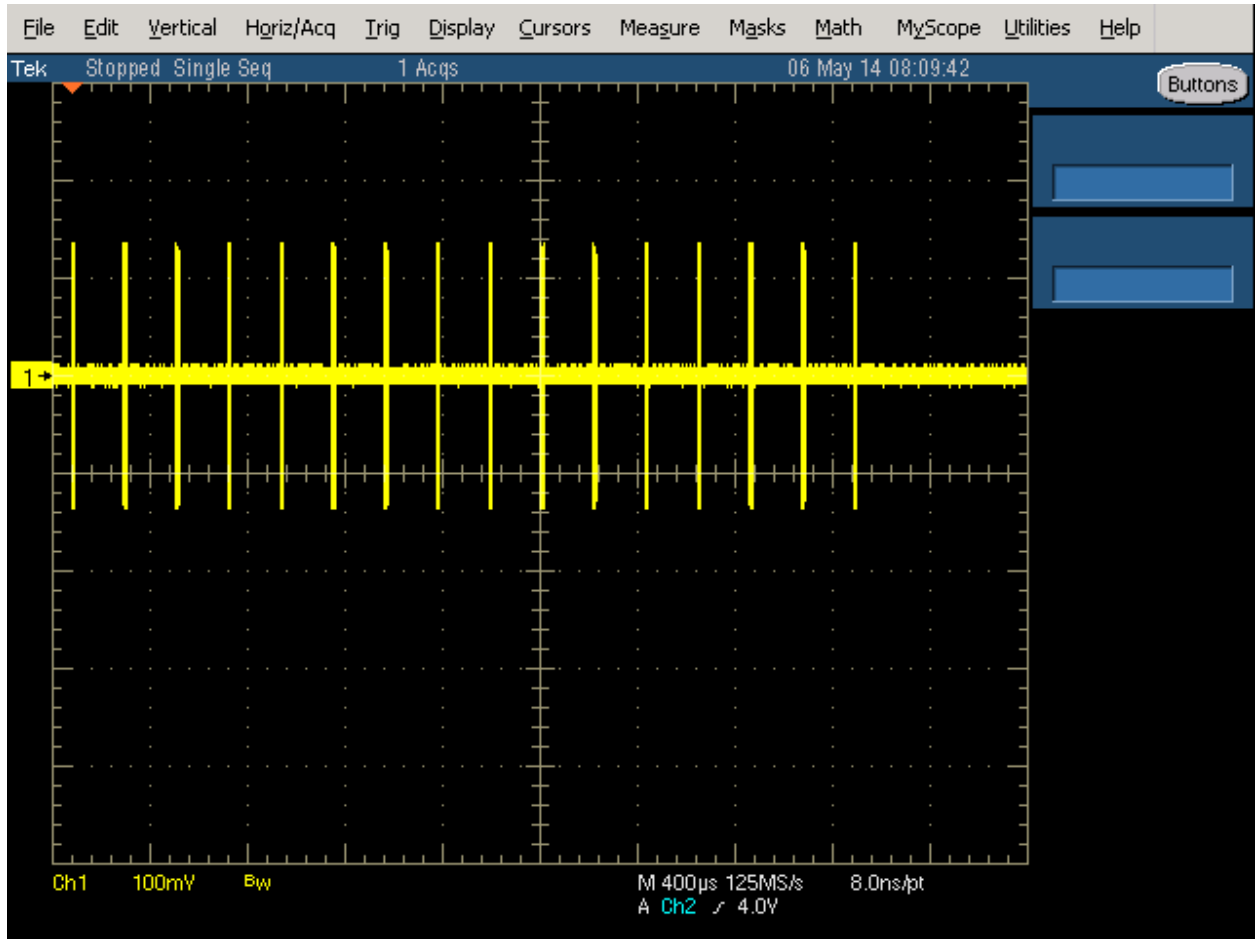 File Edit Vertical Horiz/Acq Trig Display Cursors Measure Masks Math MyScope Utilities Help
Tek Stopped Single Seq 1 Acqs 06 May 14 08:09:42 Buttons
1
Ch1 100mV Bw M 400µs 125MS/s 8.0ns/pt
A Ch2 4.0V